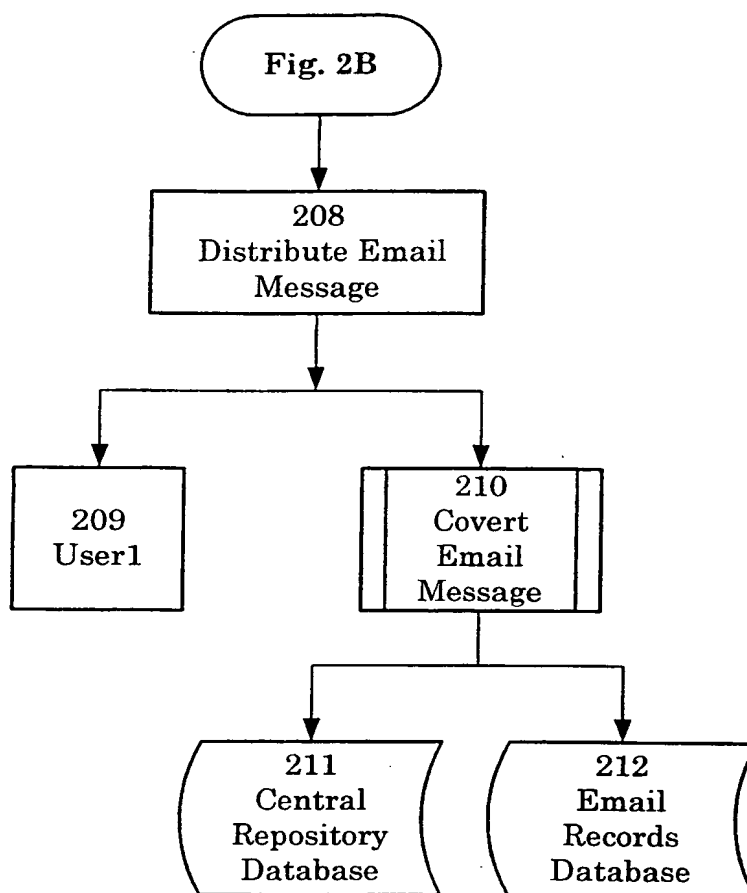 Fig. 2B
208
Distribute Email
Message
209
User1
210
Covert
Email
Message
211
Central
Repository
Database
212
Email
Records
Database